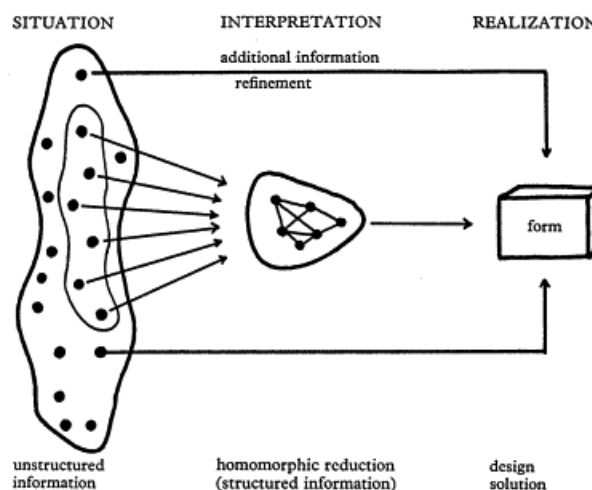 SITUATION
INTERPRETATION
REALIZATION
additional information
refinement
form
unstructured
information
homomorphic reduction
(structured information)
design
solution